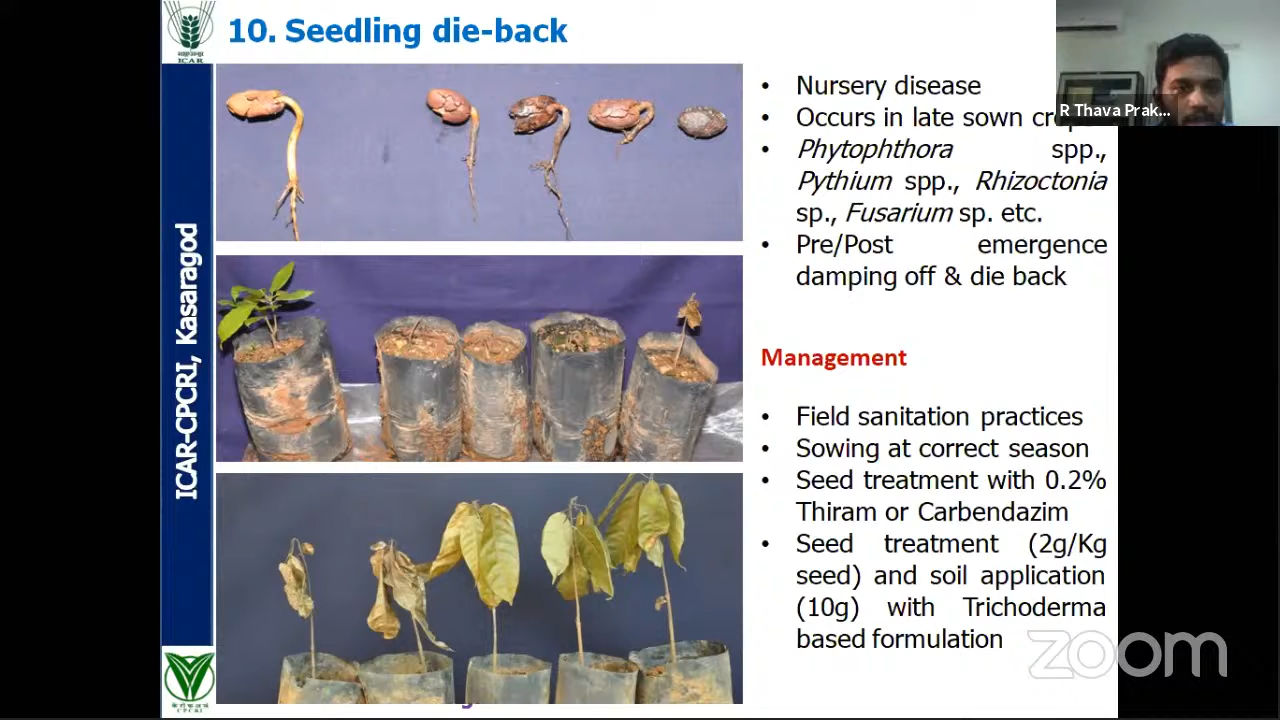 10. Seedling die-back
ICAR
R Thava Prak...
• Nursery disease
• Occurs in late sown
• Phytophthora spp.,
Pythium spp., Rhizoctonia
sp., Fusarium sp. etc.
• Pre/Post emergence
damping off & die back
Management
• Field sanitation practices
• Sowing at correct season
• Seed treatment with 0.2%
Thiram or Carbendazim
• Seed treatment (2g/Kg
seed) and soil application
(10g) with Trichoderma
based formulation
ICAR-CPCRI, Kasaragod
CPCRI
zoom